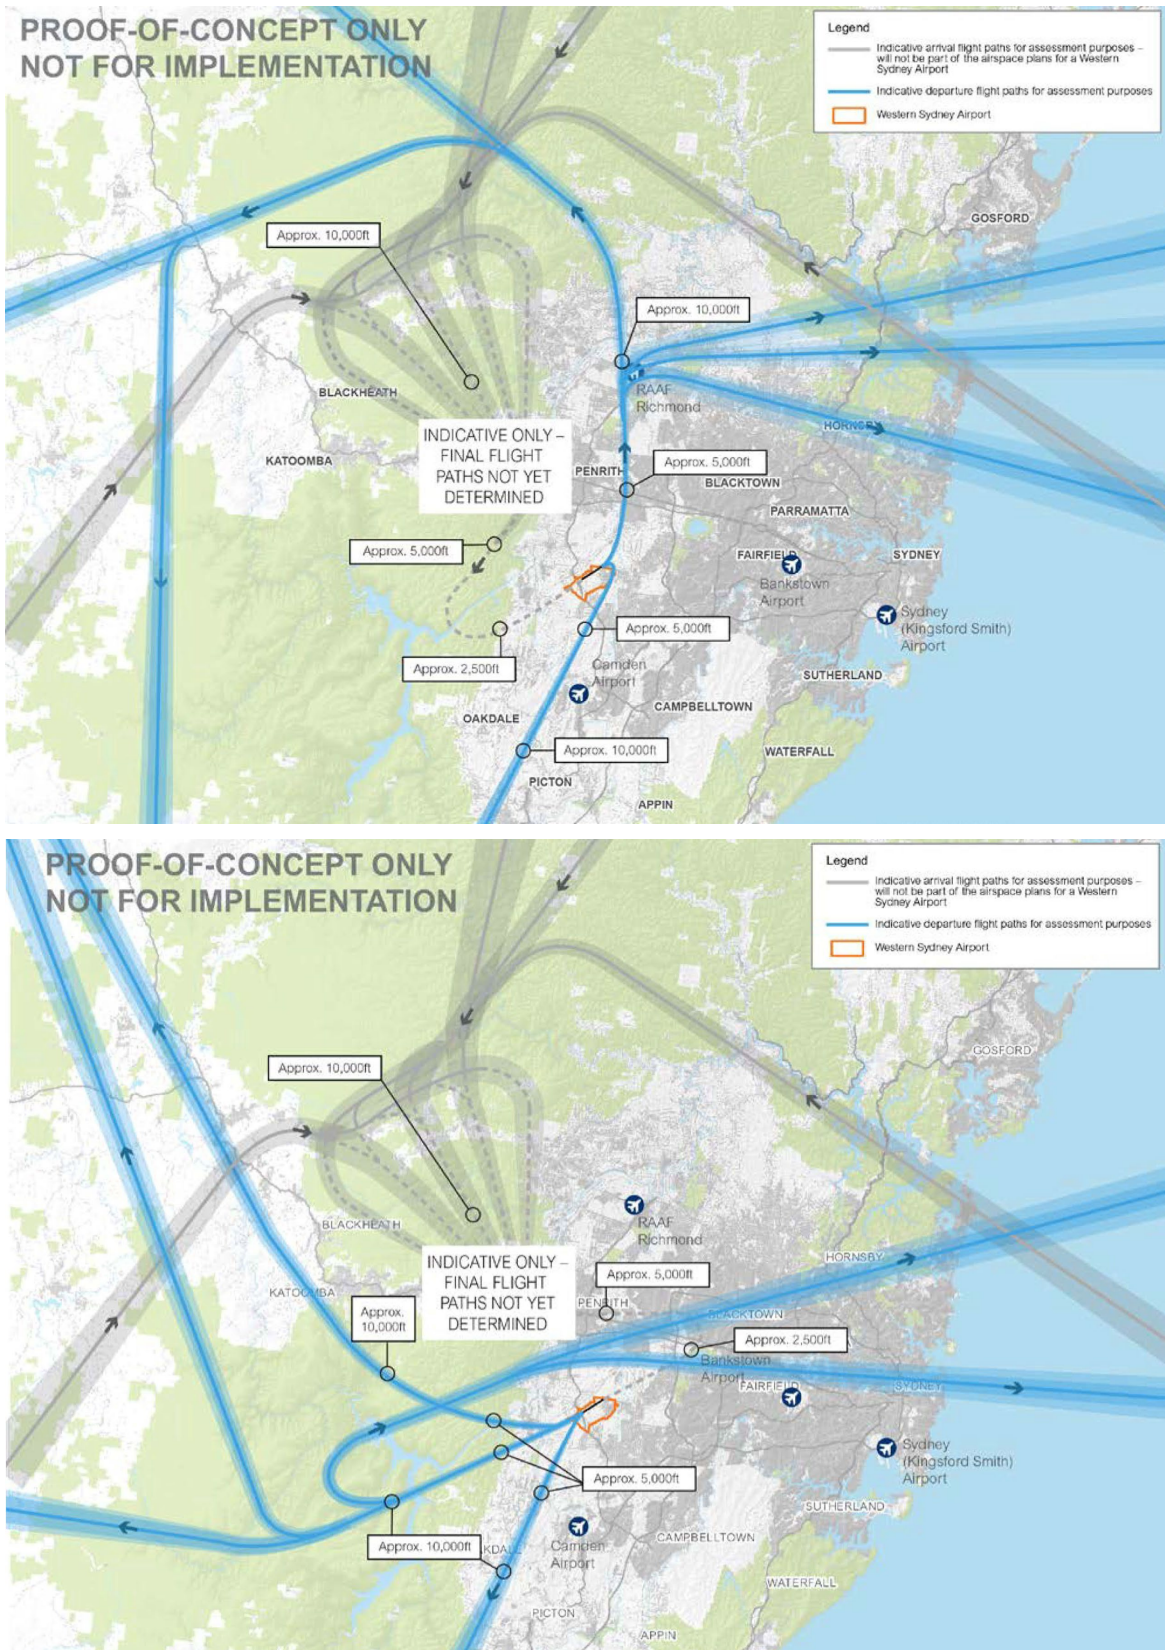 PROOF-OF-CONCEPT ONLY
NOT FOR IMPLEMENTATION
Legend
Indicative arrival flight paths for assessment purposes –
will not be part of the airspace plans for a Western
Sydney Airport
Indicative departure flight paths for assessment purposes
Western Sydney Airport
GOSFORD
Approx. 10,000ft
Approx. 10,000ft
BLACKHEATH
RAAF
Richmond
HORNSBY
INDICATIVE ONLY –
FINAL FLIGHT
PATHS NOT YET
DETERMINED
KATOOMBA
PENRITH
Approx. 5,000ft
BLACKTOWN
PARRAMATTA
Approx. 5,000ft
FAIRFIELD
SYDNEY
Bankstown
Airport
Sydney
(Kingsford Smith)
Airport
Approx. 5,000ft
Approx. 2,500ft
Camden
Airport
SUTHERLAND
OAKDALE
CAMPBELLTOWN
Approx. 10,000ft
WATERFALL
PICTON
APPIN
PROOF-OF-CONCEPT ONLY
NOT FOR IMPLEMENTATION
Legend
Indicative arrival flight paths for assessment purposes –
will not be part of the airspace plans for a Western
Sydney Airport
Indicative departure flight paths for assessment purposes
Western Sydney Airport
GOSFORD
Approx. 10,000ft
BLACKHEATH
RAAF
Richmond
HORNSBY
INDICATIVE ONLY –
FINAL FLIGHT
PATHS NOT YET
DETERMINED
Approx. 5,000ft
KATOOMBA
PENRITH
Approx.
10,000ft
BLACKTOWN
Approx. 2,500ft
Bankstown
Airport
FAIRFIELD
SYDNEY
Sydney
(Kingsford Smith)
Airport
Approx. 5,000ft
SUTHERLAND
Approx. 10,000ft
KDALE
Camden
Airport
CAMPBELLTOWN
WATERFALL
PICTON
APPIN